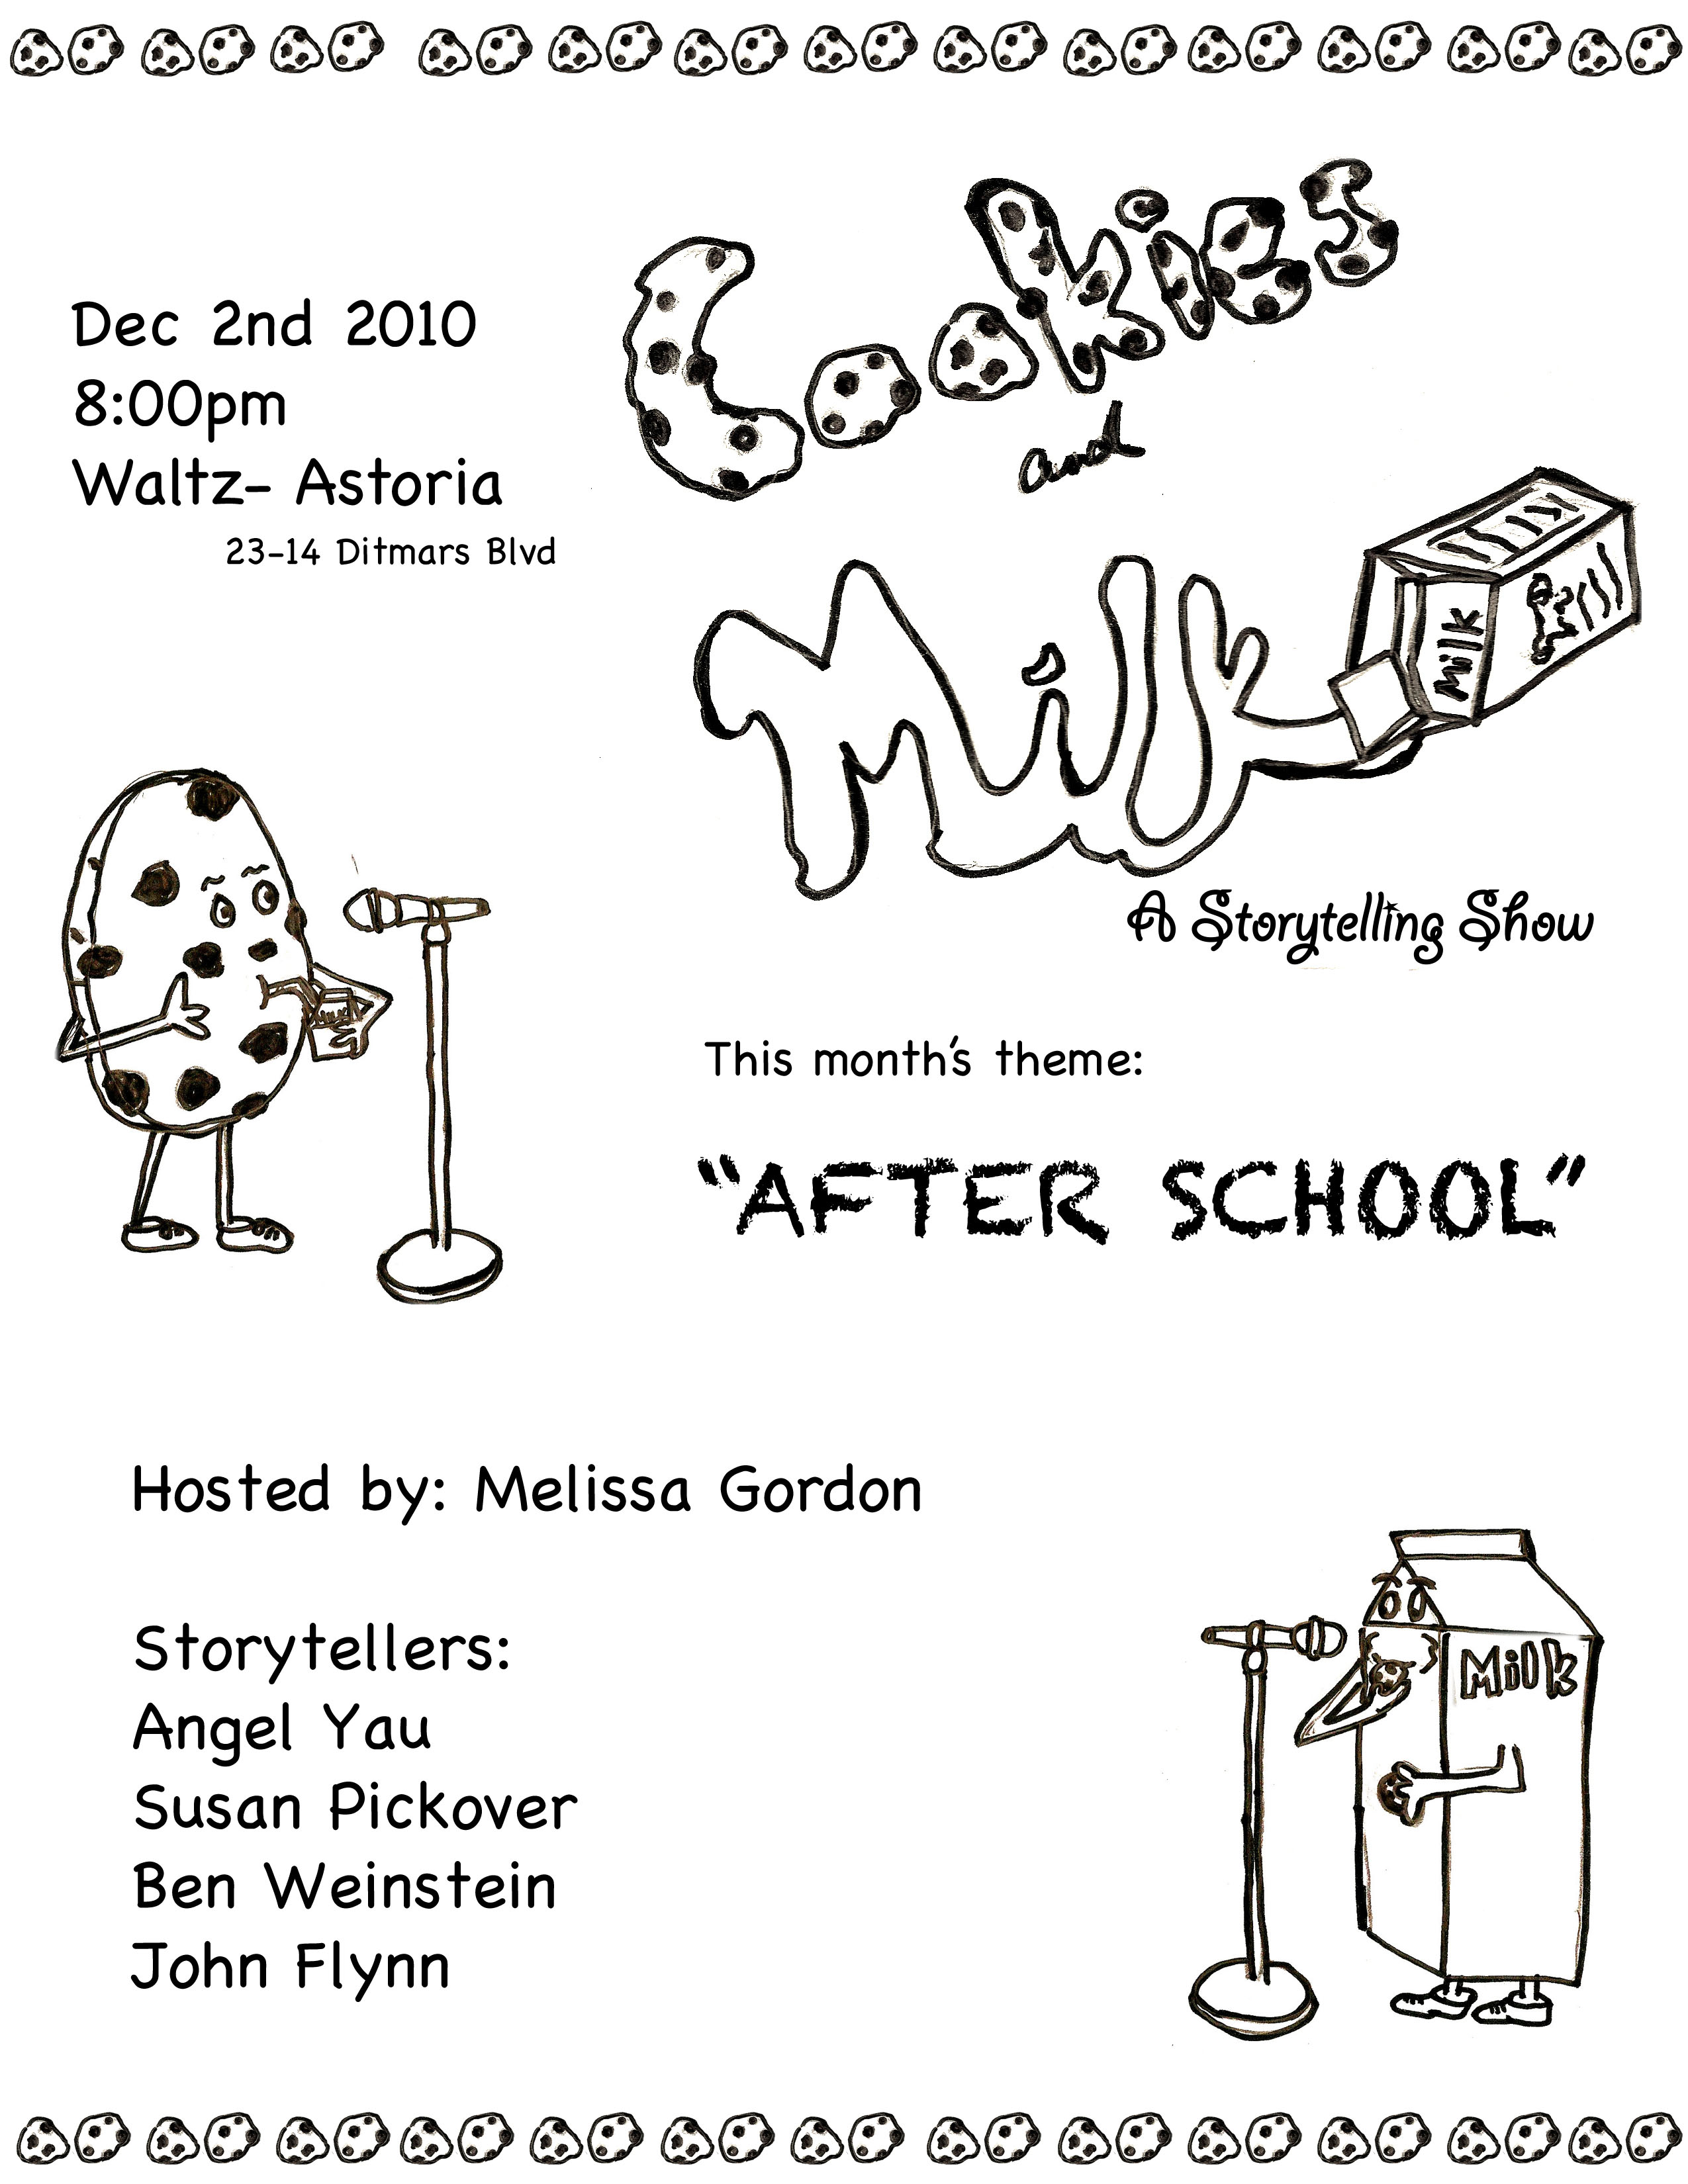 Dec 2nd 2010
8:00pm
Waltz- Astoria
23-14 Ditmars Blvd
Cookies
and
Milk
Milk
A Storytelling Show
This month's theme:
"AFTER SCHOOL"
Hosted by: Melissa Gordon
Storytellers:
Angel Yau
Susan Pickover
Ben Weinstein
John Flynn
Milk